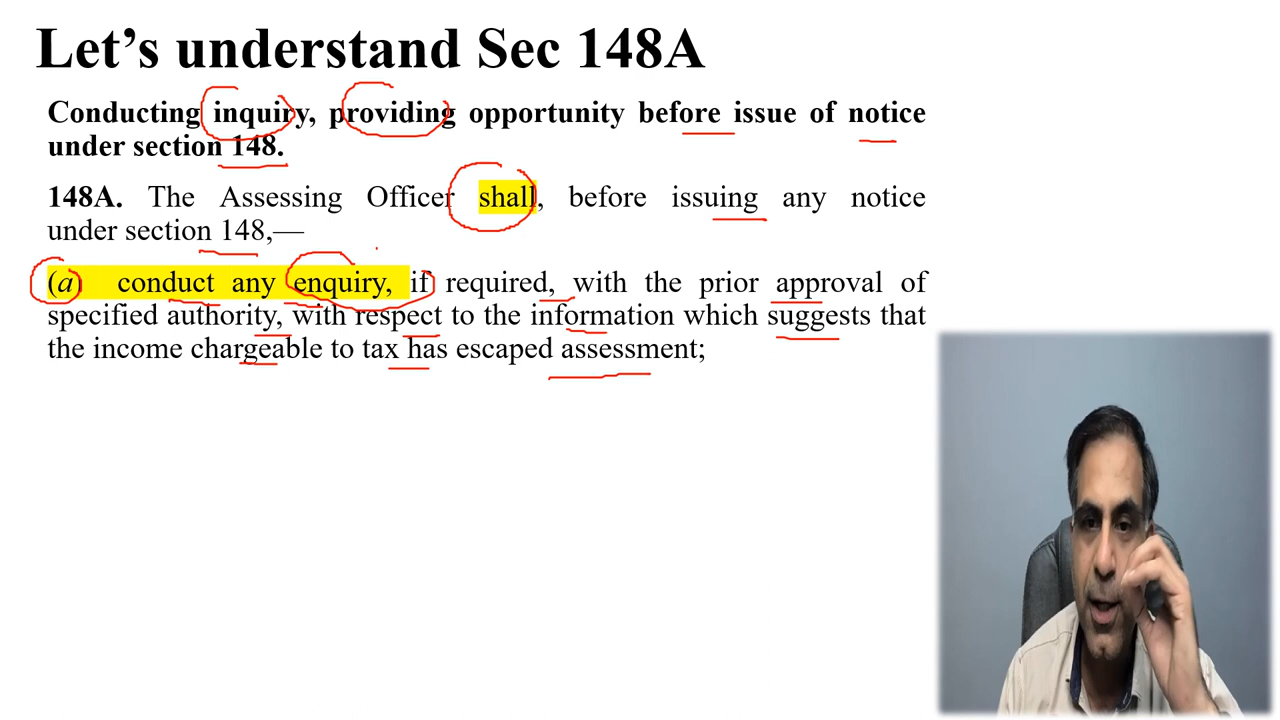 Let’s understand Sec 148A
Conducting inquiry, providing opportunity before issue of notice
under section 148.
148A. The Assessing Officer shall, before issuing any notice
under section 148,—
(a) conduct any enquiry, if required, with the prior approval of
specified authority, with respect to the information which suggests that
the income chargeable to tax has escaped assessment;